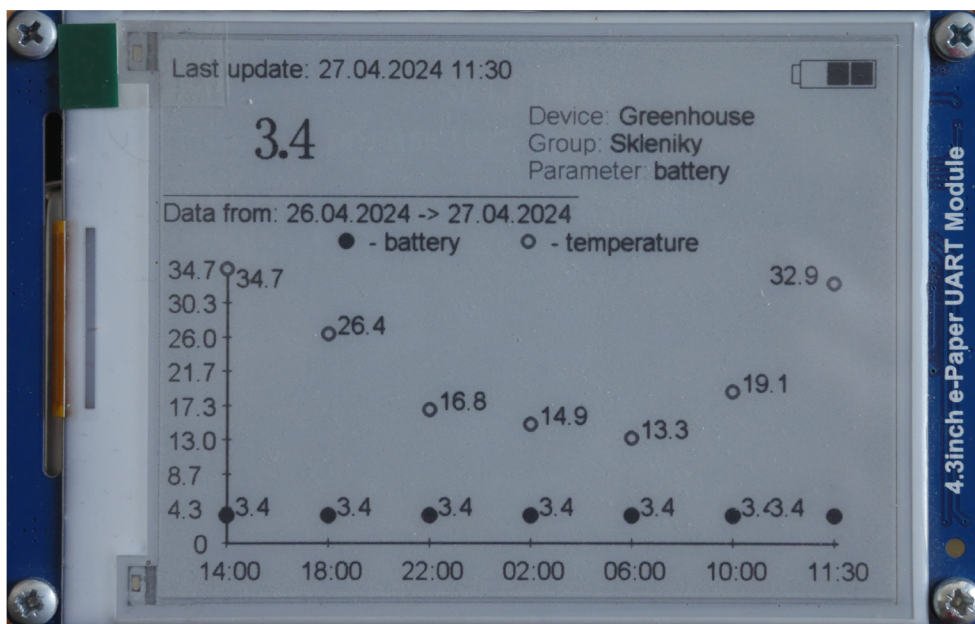 Last update: 27.04.2024 11:30
3.4
Device: Greenhouse
Group: Skleniky
Parameter: battery
Data from: 26.04.2024 -> 27.04.2024
- battery
- temperature
34.7
34.7
32.9
30.3
26.4
26.0
21.7
19.1
17.3
16.8
14.9
13.3
13.0
8.7
4.3
3.4
3.4
3.4
3.4
3.4
3.4
3.4
0
14:00 18:00 22:00 02:00 06:00 10:00 11:30
4.3inch e-Paper UART Module